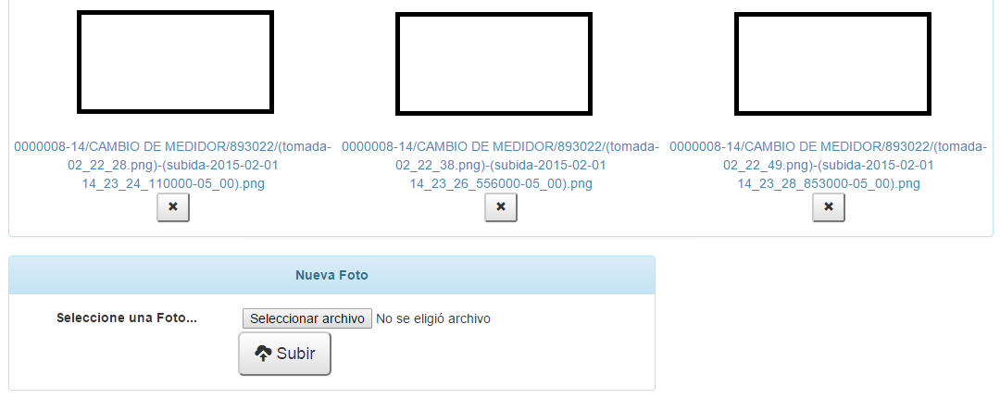 0000008-14/CAMBIO DE MEDIDOR/893022/(tomada-
02_22_28.png)-(subida-2015-02-01
14_23_24_110000-05_00).png
0000008-14/CAMBIO DE MEDIDOR/893022/(tomada-
02_22_38.png)-(subida-2015-02-01
14_23_26_556000-05_00).png
0000008-14/CAMBIO DE MEDIDOR/893022/(tomada-
02_22_49.png)-(subida-2015-02-01
14_23_28_853000-05_00).png
Nueva Foto
Seleccione una Foto... Seleccionar archivo No se eligió archivo
Subir